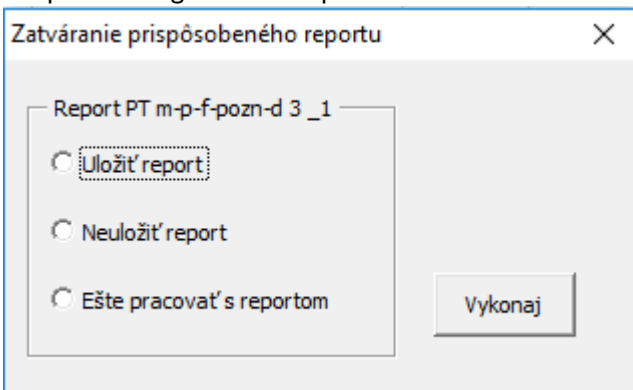 Zatváranie prispôsobeného reportu
Report PT m-p-f-pozn-d 3 _1
Uložiť report
Neuložiť report
Ešte pracovať s reportom
Vykonaj